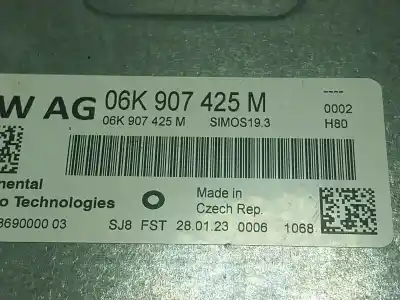 W AG 06K 907 425 M
----
0002
06K 907 425 M SIMOS19.3 H80
nental
o Technologies
Made in
Czech Rep.
8690000 03 SJ8 FST 28.01.23 0006 1068